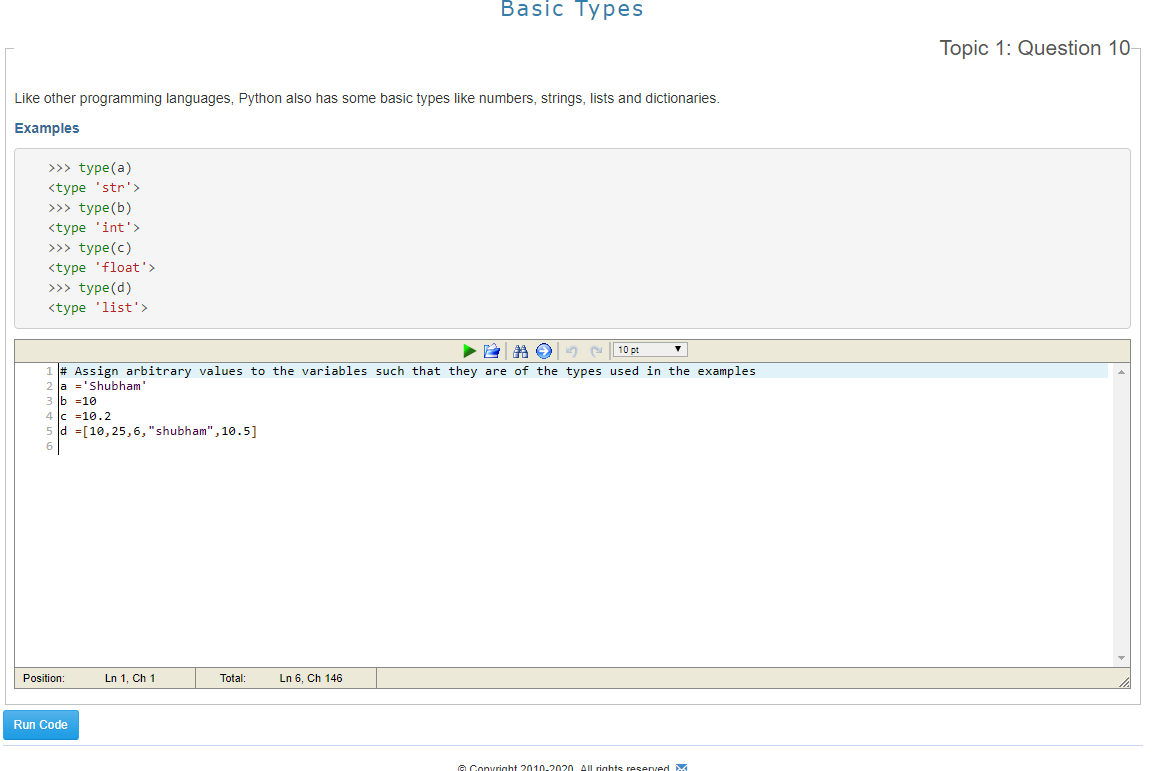 Basic Types
Topic 1: Question 10
Like other programming languages, Python also has some basic types like numbers, strings, lists and dictionaries.
Examples
>>> type(a)
<type 'str'>
>>> type(b)
<type 'int'>
>>> type(c)
<type 'float'>
>>> type(d)
<type 'list'>
10 pt
1 # Assign arbitrary values to the variables such that they are of the types used in the examples
2 a ='Shubham'
3 b =10
4 c =10.2
5 d =[10,25,6,"shubham",10.5]
6
Position: Ln 1, Ch 1 Total: Ln 6, Ch 146
Run Code
© Copyright 2010-2020. All rights reserved.